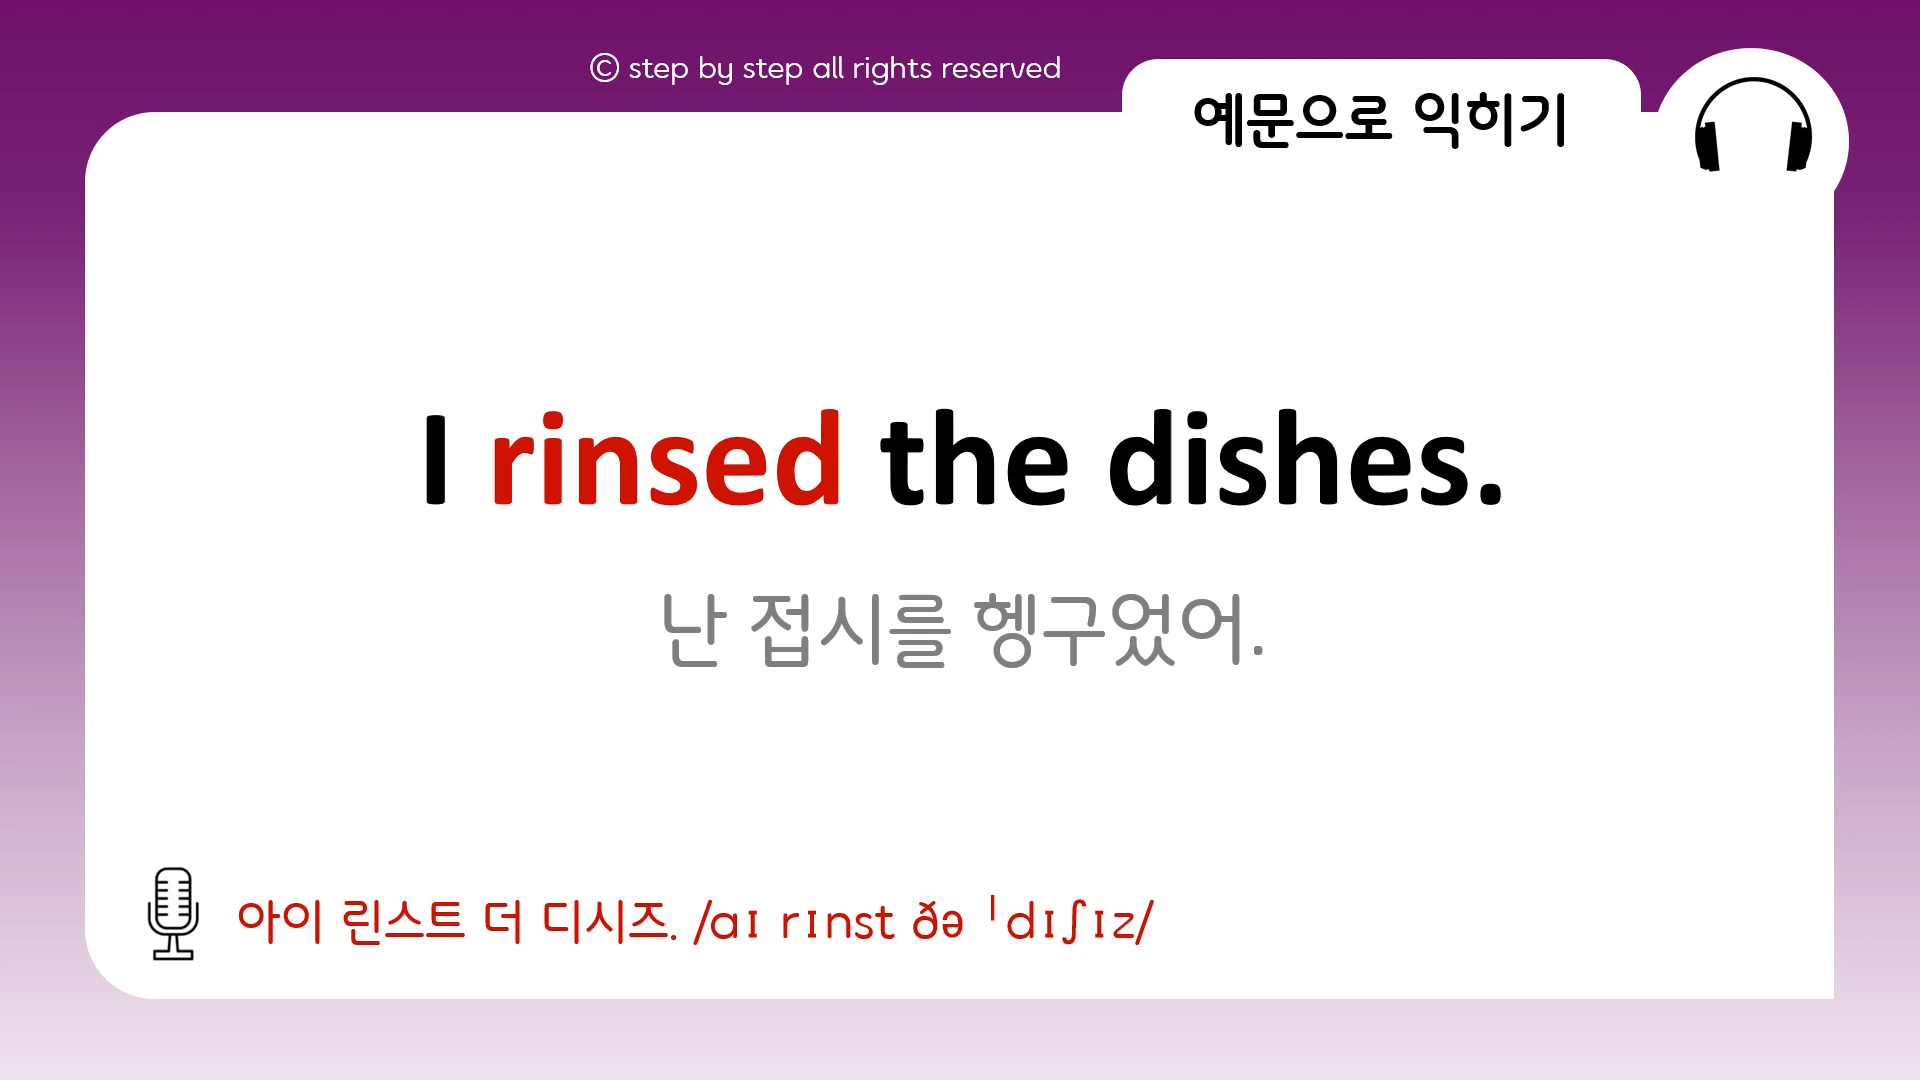 © step by step all rights reserved
예문으로 익히기
I rinsed the dishes.
난 접시를 헹구었어.
아이 린스트 더 디시즈. /aɪ rɪnst ðə ˈdɪʃɪz/